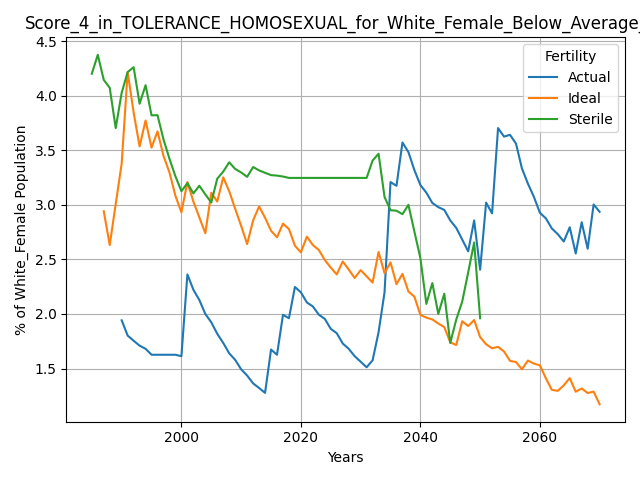 Score_4_in_TOLERANCE_HOMOSEXUAL_for_White_Female_Below_Average_
4.5
4.0
3.5
3.0
2.5
2.0
1.5
% of White_Female Population
Fertility
Actual
Ideal
Sterile
2000
2020
2040
2060
Years